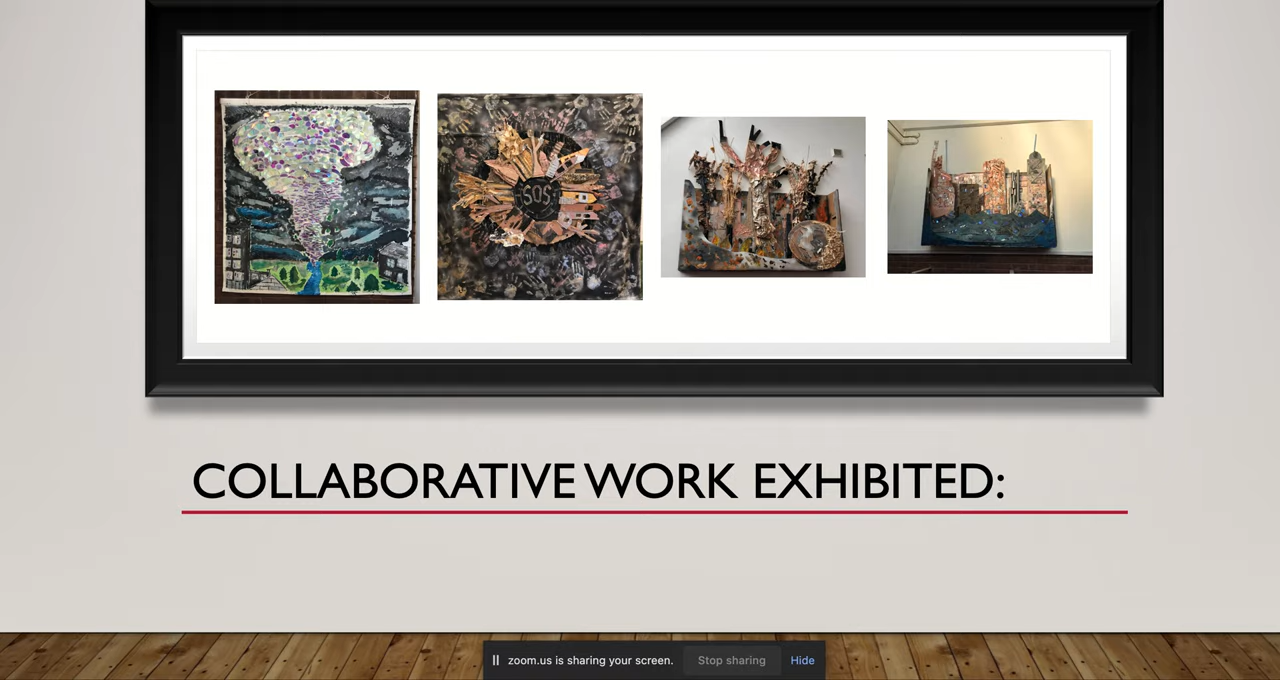 SOS
COLLABORATIVE WORK EXHIBITED:
zoom.us is sharing your screen. Stop sharing Hide